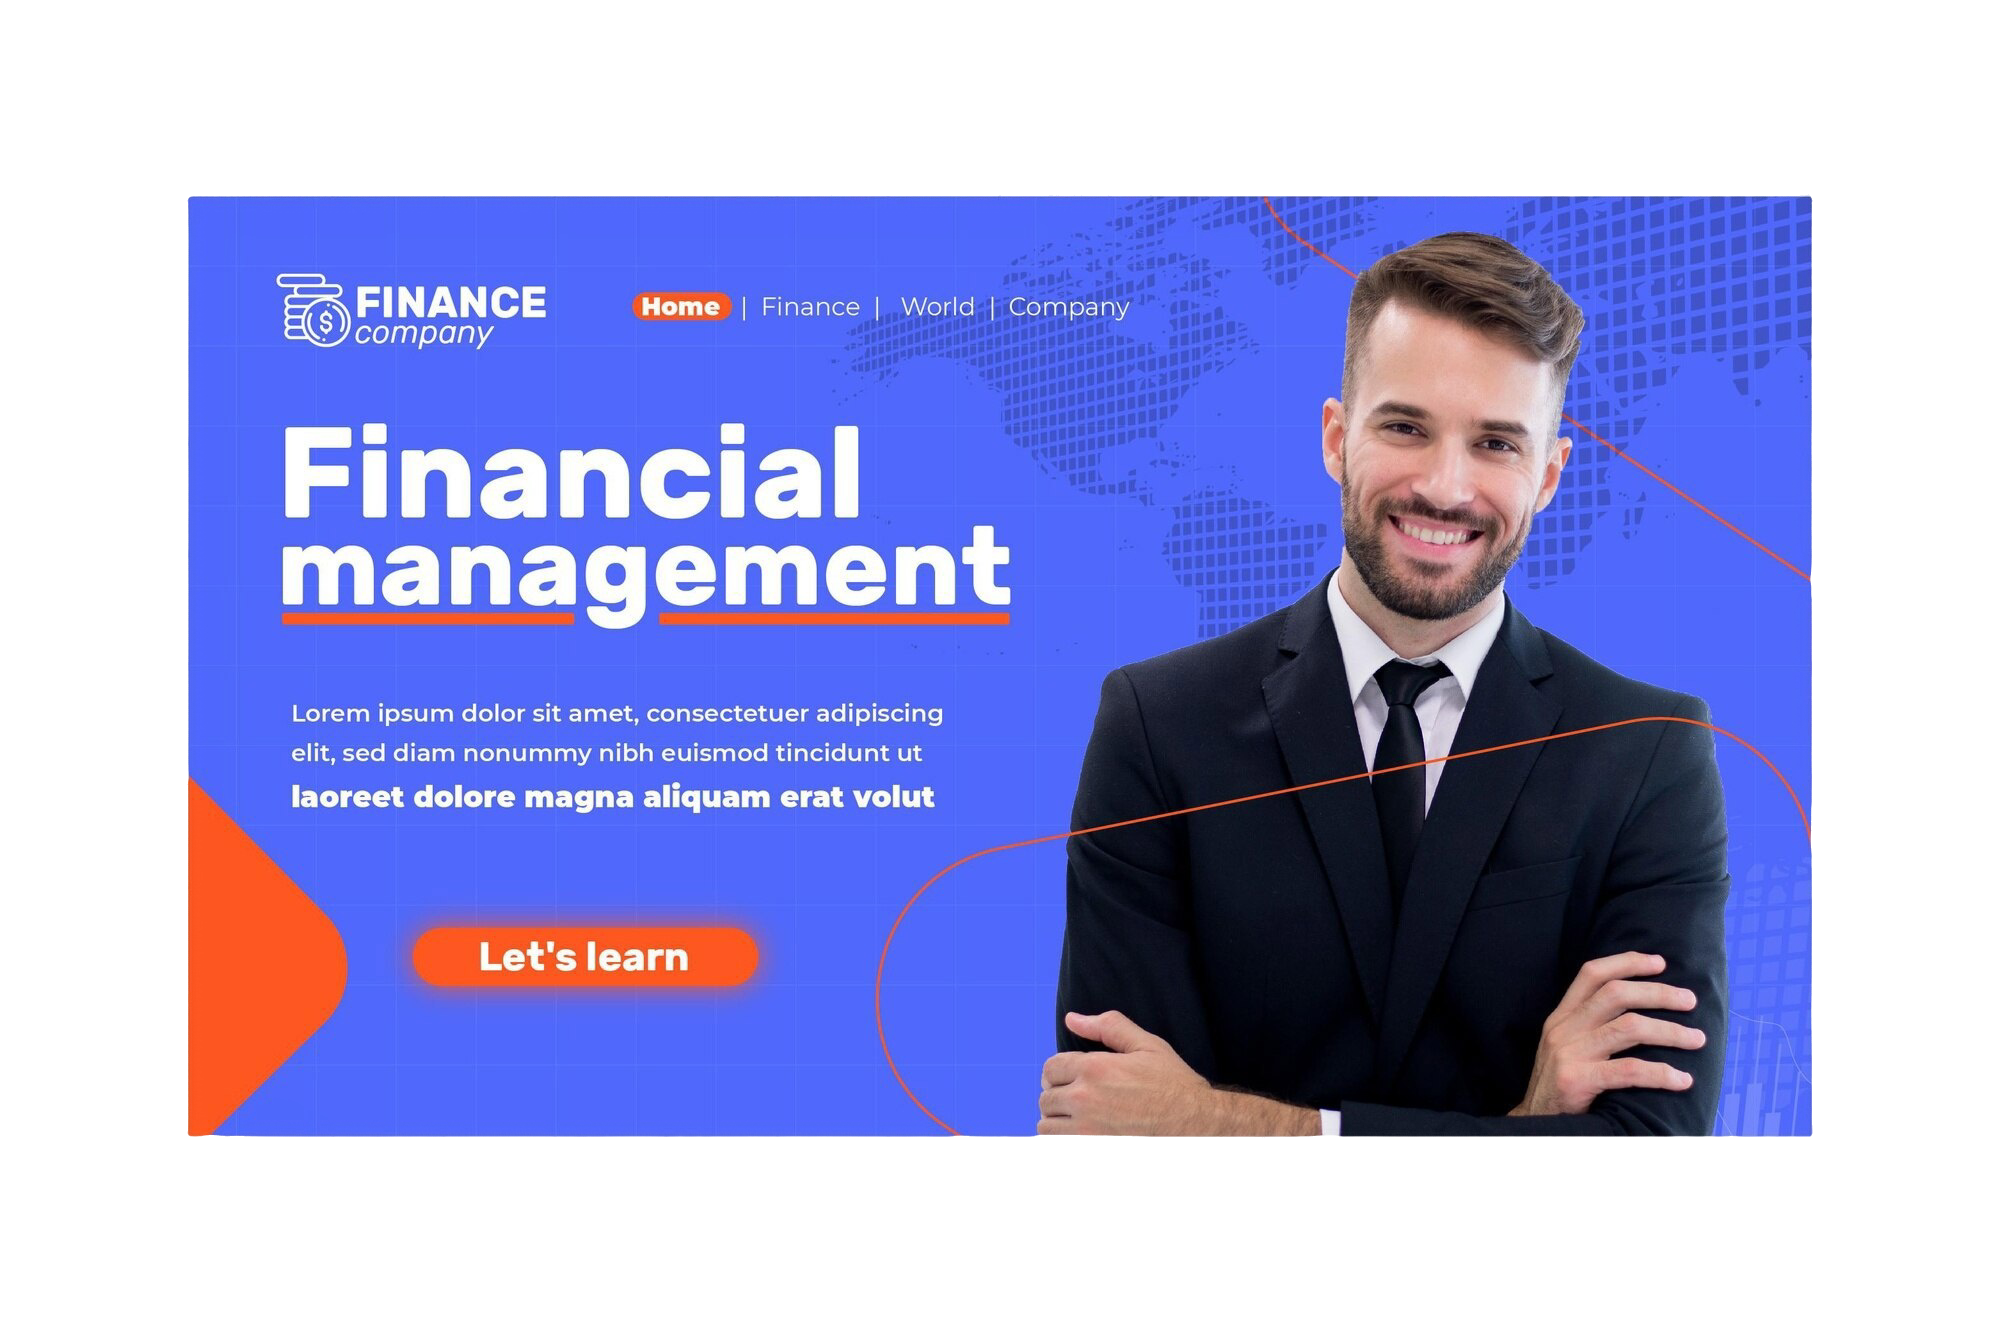 FINANCE
company
Home | Finance | World | Company
Financial
management
Lorem ipsum dolor sit amet, consectetuer adipiscing
elit, sed diam nonummy nibh euismod tincidunt ut
laoreet dolore magna aliquam erat volut
Let's learn